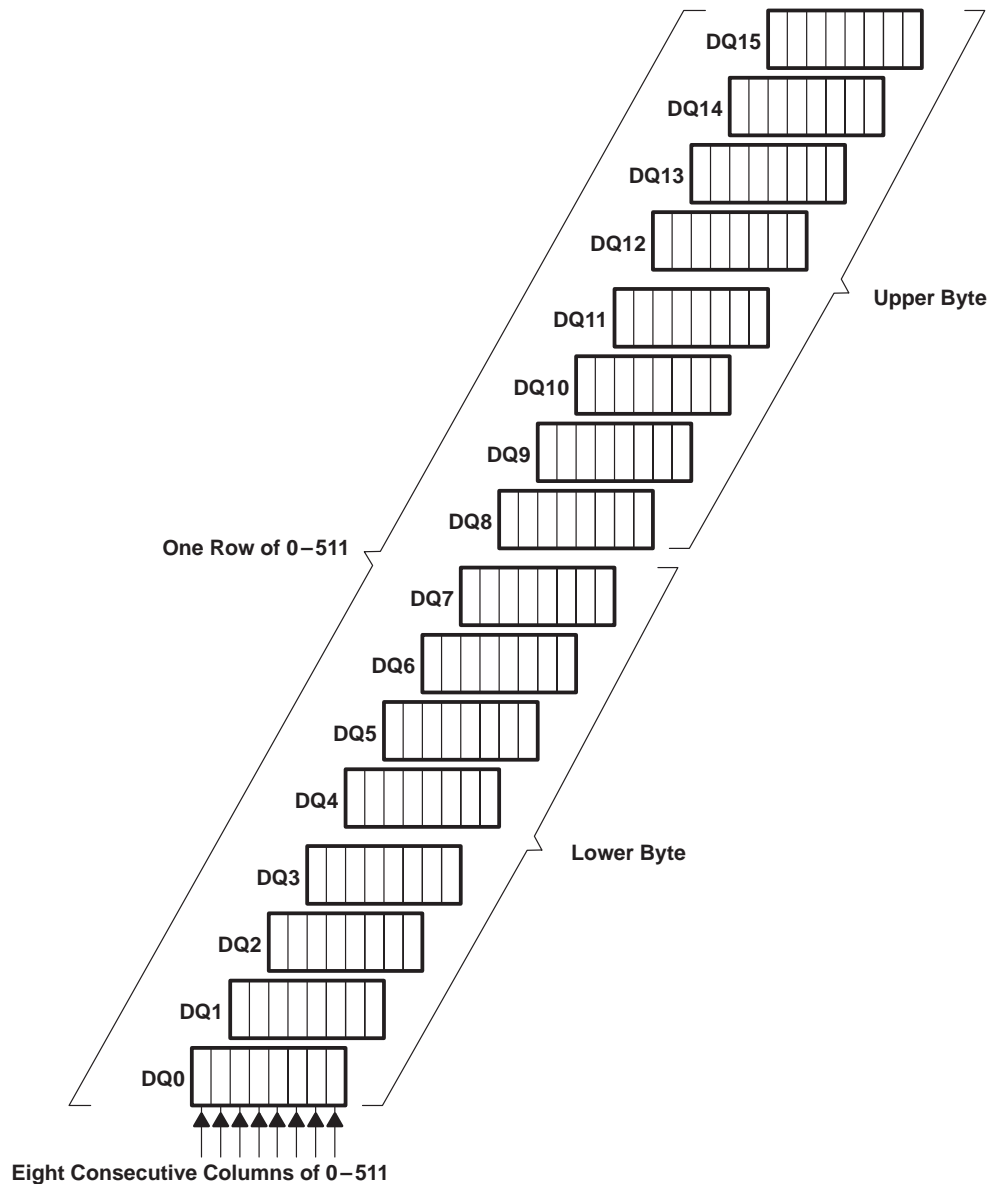 DQ15
DQ14
DQ13
DQ12
Upper Byte
DQ11
DQ10
DQ9
DQ8
One Row of 0–511
DQ7
DQ6
DQ5
DQ4
Lower Byte
DQ3
DQ2
DQ1
DQ0
Eight Consecutive Columns of 0–511